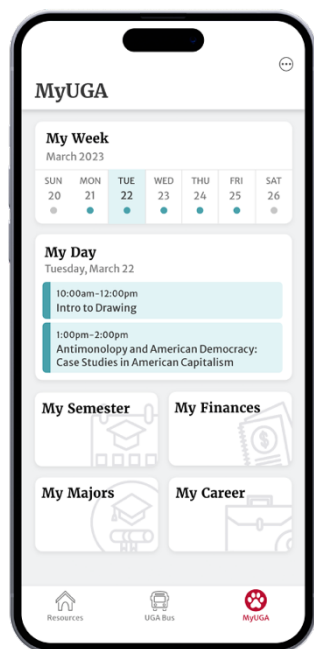 MyUGA
My Week
March 2023
SUN MON TUE WED THU FRI SAT
20 21 22 23 24 25 26
My Day
Tuesday, March 22
10:00am-12:00pm
Intro to Drawing
1:00pm-2:00pm
Antimonology and American Democracy:
Case Studies in American Capitalism
My Semester My Finances
My Majors My Career
Resources UGA Bus MyUGA